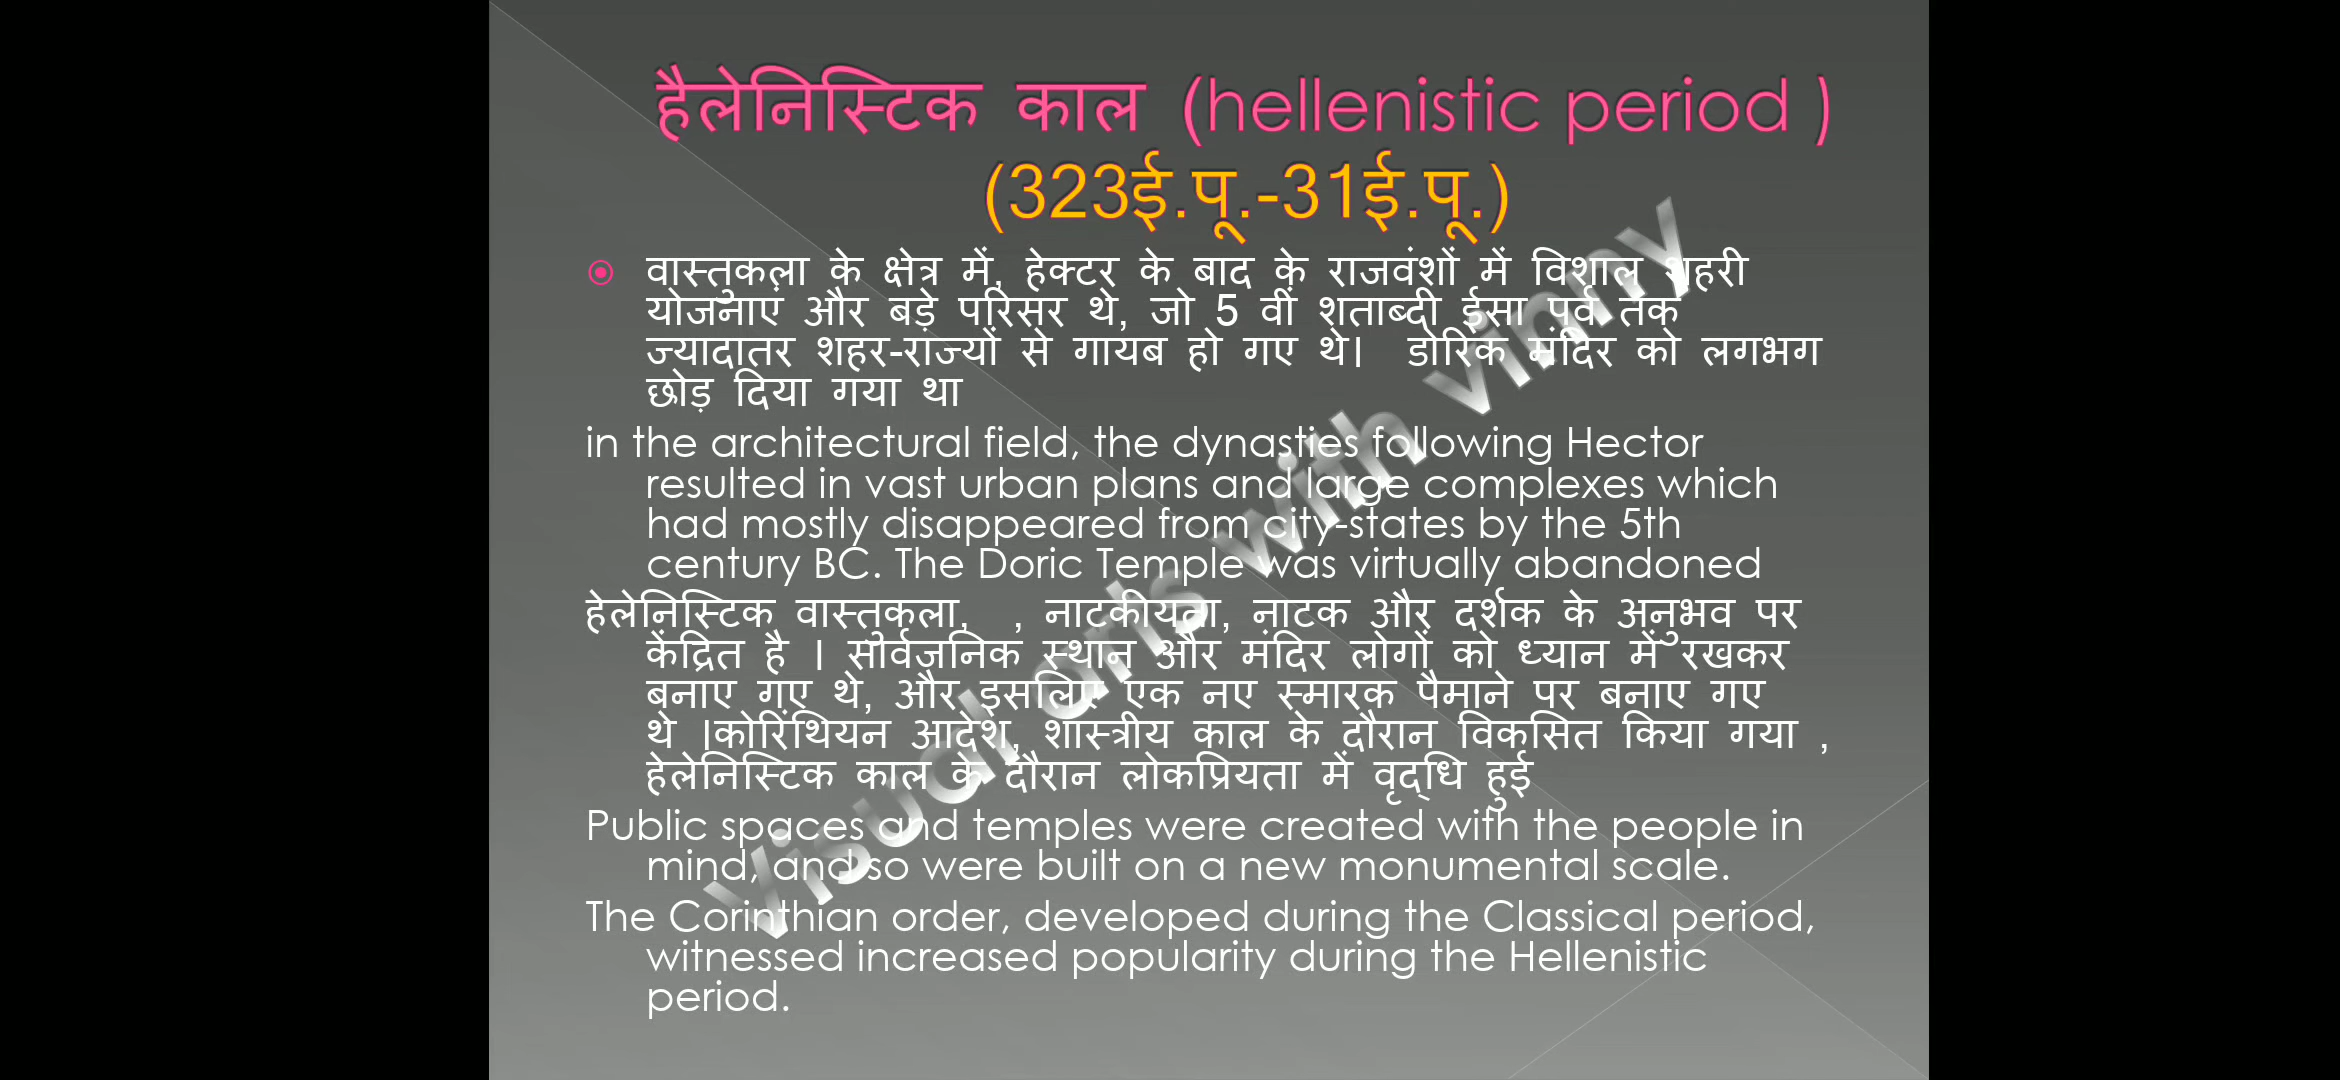 हैलेनिस्टिक काल (hellenistic period )
(323ई.पू.-31ई.पू.)
वास्तुकला के क्षेत्र में, हेक्टर के बाद के राजवंशों में विशाल शहरी
योजनाएं और बड़े परिसर थे, जो 5 वीं शताब्दी ईसा पूर्व तक
ज्यादातर शहर-राज्यों से गायब हो गए थे। डोरिक मंदिर को लगभग
छोड़ दिया गया था
in the architectural field, the dynasties following Hector
resulted in vast urban plans and large complexes which
had mostly disappeared from city-states by the 5th
century BC. The Doric Temple was virtually abandoned
हेलेनिस्टिक वास्तुकला, , नाटकीयता, नाटक और दर्शक के अनुभव पर
केंद्रित है । सार्वजनिक स्थान और मंदिर लोगों को ध्यान में रखकर
बनाए गए थे, और इसलिए एक नए स्मारक पैमाने पर बनाए गए
थे ।कोरिंथियन आदेश, शास्त्रीय काल के दौरान विकसित किया गया ,
हेलेनिस्टिक काल के दौरान लोकप्रियता में वृद्धि हुई
Public spaces and temples were created with the people in
mind, and so were built on a new monumental scale.
The Corinthian order, developed during the Classical period,
witnessed increased popularity during the Hellenistic
period.
Visual arts with vinny